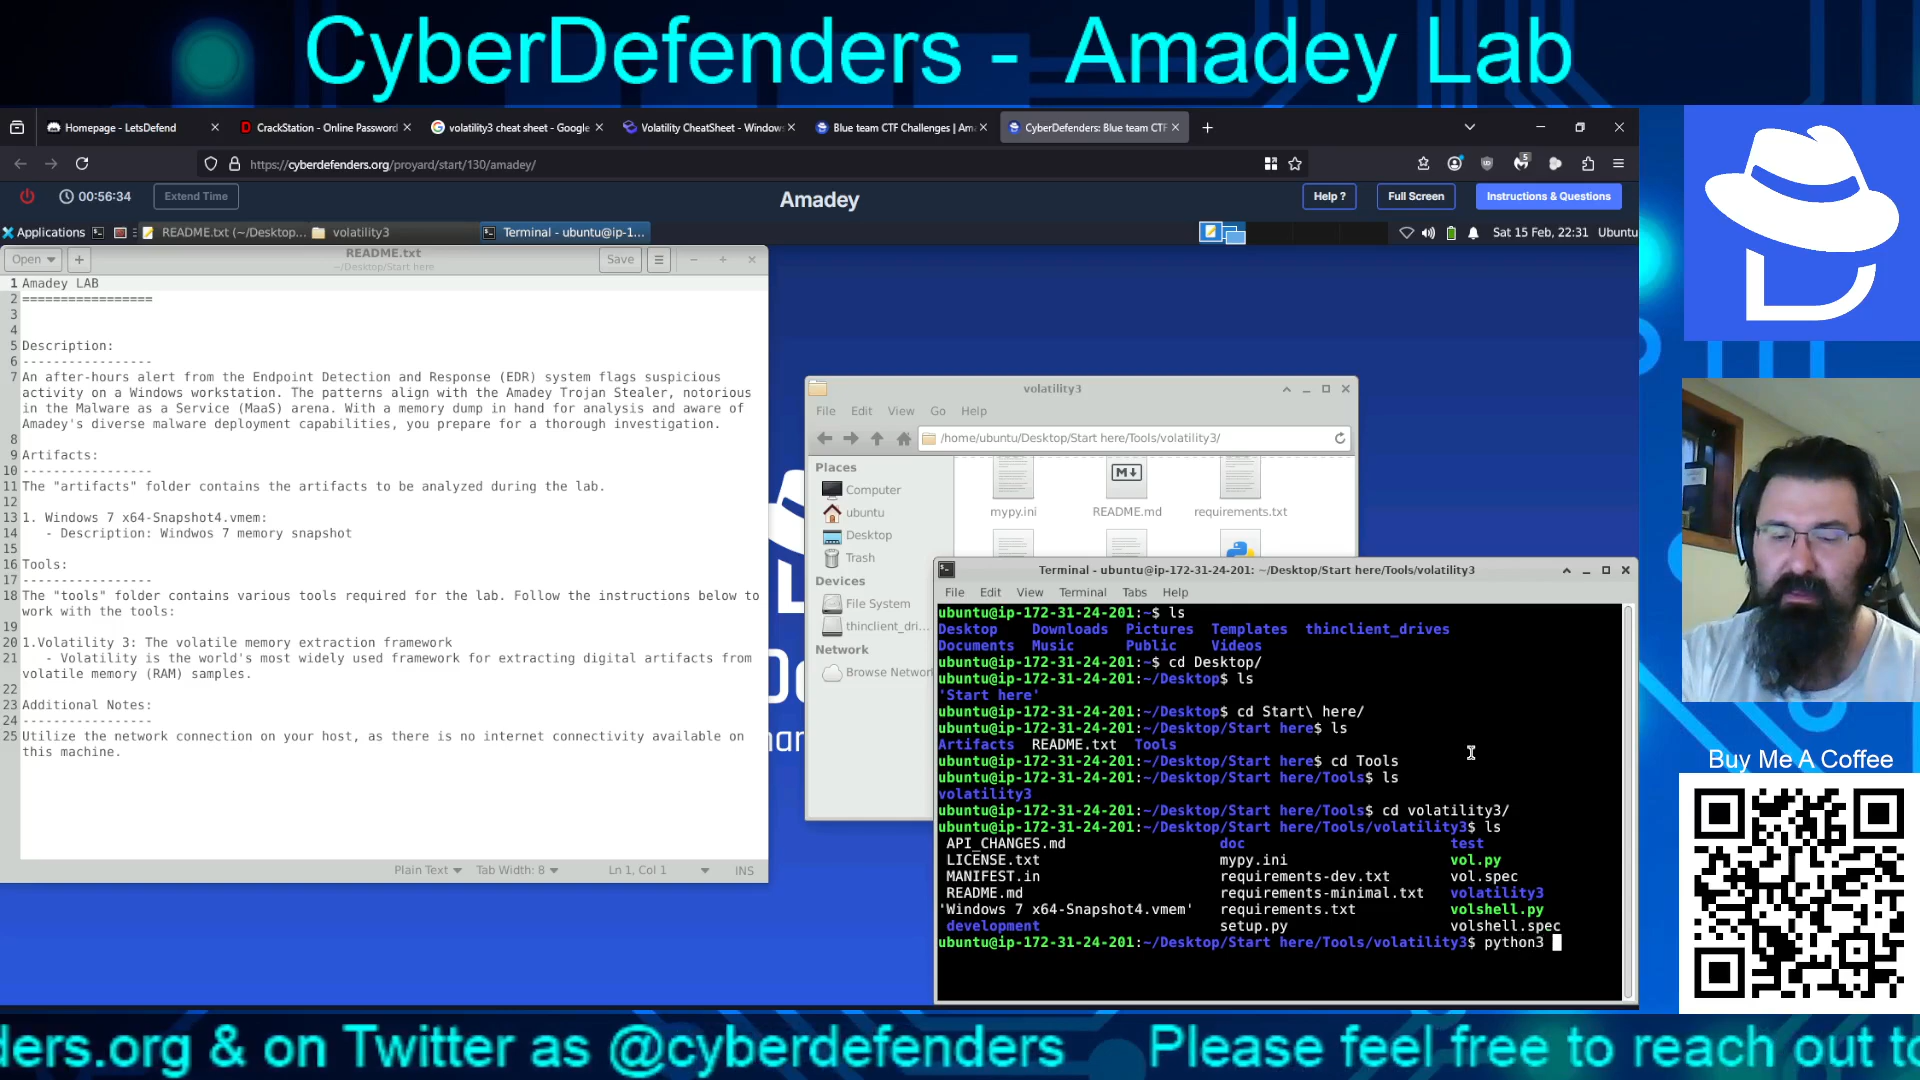 CyberDefenders - Amadey Lab
Homepage - LetsDefend
CrackStation - Online Password
volatility3 cheat sheet - Google
Volatility CheatSheet - Window
Blue team CTF Challenges | Am
CyberDefenders: Blue team CTF
https://cyberdefenders.org/proyard/start/130/amadey/
5
00:56:34
Extend Time
Amadey
Help ?
Full Screen
Instructions & Questions
Applications
README.txt (~/Desktop...
volatility3
Terminal - ubuntu@ip-1...
Sat 15 Feb, 22:31
Ubuntu
Open
README.txt
~/Desktop/Start here
Save
1 Amadey LAB
2 =================
3
4
5 Description:
6 -----------------
7 An after-hours alert from the Endpoint Detection and Response (EDR) system flags suspicious
activity on a Windows workstation. The patterns align with the Amadey Trojan Stealer, notorious
in the Malware as a Service (MaaS) arena. With a memory dump in hand for analysis and aware of
Amadey's diverse malware deployment capabilities, you prepare for a thorough investigation.
8
9 Artifacts:
10 -----------------
11 The "artifacts" folder contains the artifacts to be analyzed during the lab.
12
13 1. Windows 7 x64-Snapshot4.vmem:
14 - Description: Windwos 7 memory snapshot
15
16 Tools:
17 -----------------
18 The "tools" folder contains various tools required for the lab. Follow the instructions below to
work with the tools:
19
20 1.Volatility 3: The volatile memory extraction framework
21 - Volatility is the world's most widely used framework for extracting digital artifacts from
volatile memory (RAM) samples.
22
23 Additional Notes:
24 -----------------
25 Utilize the network connection on your host, as there is no internet connectivity available on
this machine.
Plain Text
Tab Width: 8
Ln 1, Col 1
INS
volatility3
File Edit View Go Help
/home/ubuntu/Desktop/Start here/Tools/volatility3/
Places
Computer
ubuntu
Desktop
Trash
Devices
File System
thinclient_dri...
Network
Browse Networ
mypy.ini
README.md
requirements.txt
Terminal - ubuntu@ip-172-31-24-201: ~/Desktop/Start here/Tools/volatility3
File Edit View Terminal Tabs Help
ubuntu@ip-172-31-24-201:~$ ls
Desktop Downloads Pictures Templates thinclient_drives
Documents Music Public Videos
ubuntu@ip-172-31-24-201:~$ cd Desktop/
ubuntu@ip-172-31-24-201:~/Desktop$ ls
'Start here'
ubuntu@ip-172-31-24-201:~/Desktop$ cd Start\ here/
ubuntu@ip-172-31-24-201:~/Desktop/Start here$ ls
Artifacts README.txt Tools
ubuntu@ip-172-31-24-201:~/Desktop/Start here$ cd Tools
ubuntu@ip-172-31-24-201:~/Desktop/Start here/Tools$ ls
volatility3
ubuntu@ip-172-31-24-201:~/Desktop/Start here/Tools$ cd volatility3/
ubuntu@ip-172-31-24-201:~/Desktop/Start here/Tools/volatility3$ ls
API_CHANGES.md doc test
LICENSE.txt mypy.ini vol.py
MANIFEST.in requirements-dev.txt vol.spec
README.md requirements-minimal.txt volatility3
'Windows 7 x64-Snapshot4.vmem' requirements.txt volshell.py
development setup.py volshell.spec
ubuntu@ip-172-31-24-201:~/Desktop/Start here/Tools/volatility3$ python3
Buy Me A Coffee
ders.org & on Twitter as @cyberdefenders Please feel free to reach out to